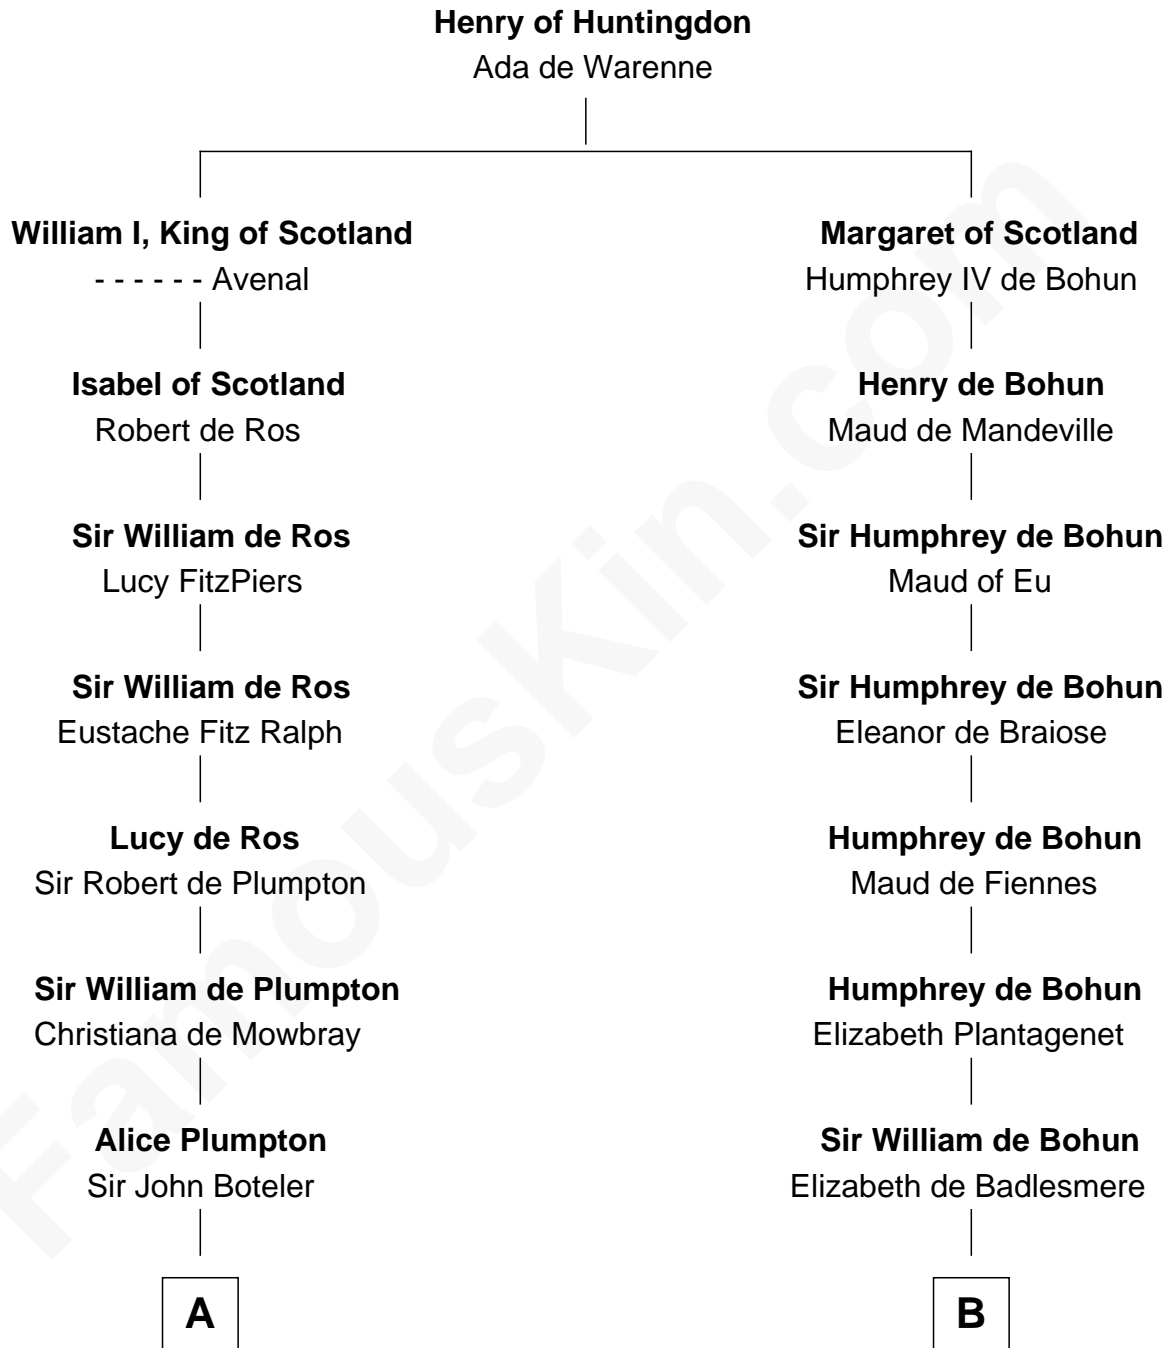 Henry of Huntingdon
Ada de Warenne
William I, King of Scotland
- - - - - - Avenal
Isabel of Scotland
Robert de Ros
Sir William de Ros
Lucy FitzPiers
Sir William de Ros
Eustache Fitz Ralph
Lucy de Ros
Sir Robert de Plumpton
Sir William de Plumpton
Christiana de Mowbray
Alice Plumpton
Sir John Boteler
A
Margaret of Scotland
Humphrey IV de Bohun
Henry de Bohun
Maud de Mandeville
Sir Humphrey de Bohun
Maud of Eu
Sir Humphrey de Bohun
Eleanor de Braiose
Humphrey de Bohun
Maud de Fiennes
Humphrey de Bohun
Elizabeth Plantagenet
Sir William de Bohun
Elizabeth de Badlesmere
B
FamousKin.com